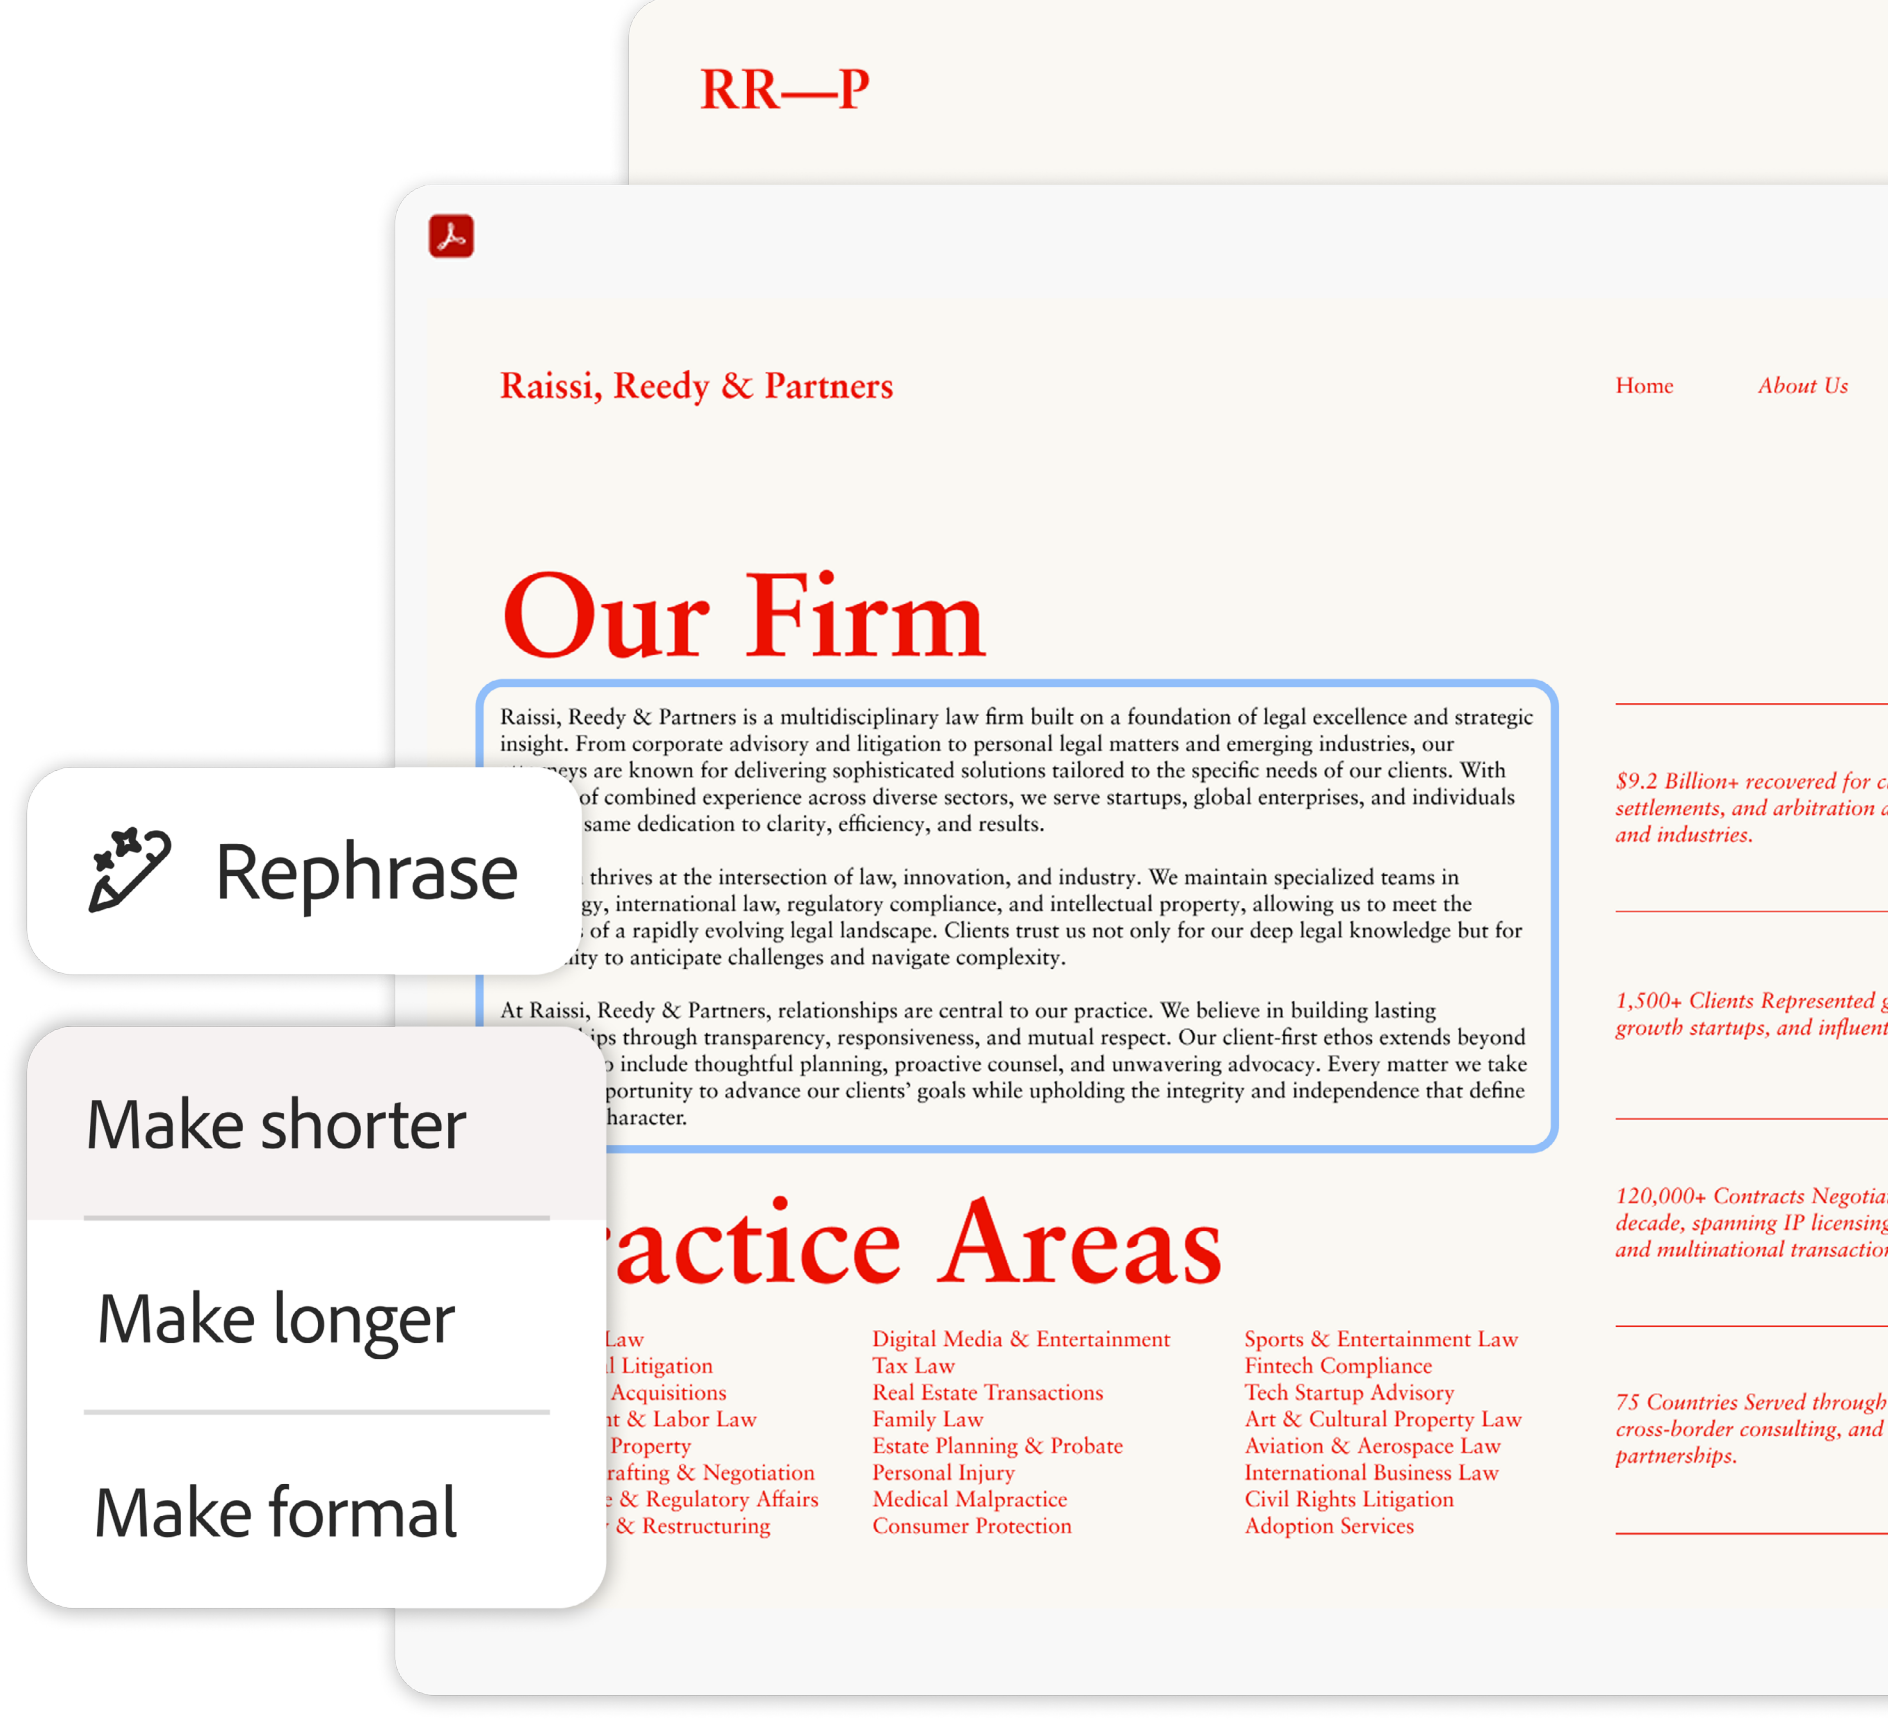 RR—P
Raissi, Reedy & Partners
Home
About Us
Our Firm
Raissi, Reedy & Partners is a multidisciplinary law firm built on a foundation of legal excellence and strategic
insight. From corporate advisory and litigation to personal legal matters and emerging industries, our
are known for delivering sophisticated solutions tailored to the specific needs of our clients. With
of combined experience across diverse sectors, we serve startups, global enterprises, and individuals
same dedication to clarity, efficiency, and results.
thrives at the intersection of law, innovation, and industry. We maintain specialized teams in
international law, regulatory compliance, and intellectual property, allowing us to meet the
of a rapidly evolving legal landscape. Clients trust us not only for our deep legal knowledge but for
to anticipate challenges and navigate complexity.
At Raissi, Reedy & Partners, relationships are central to our practice. We believe in building lasting
through transparency, responsiveness, and mutual respect. Our client-first ethos extends beyond
include thoughtful planning, proactive counsel, and unwavering advocacy. Every matter we take
to advance our clients' goals while upholding the integrity and independence that define
Rephrase
Make shorter
Make longer
Make formal
Areas
Law
Litigation
Acquisitions
& Labor Law
Property
& Negotiation
& Regulatory Affairs
& Restructuring
Digital Media & Entertainment
Tax Law
Real Estate Transactions
Family Law
Estate Planning & Probate
Personal Injury
Medical Malpractice
Consumer Protection
Sports & Entertainment Law
Fintech Compliance
Tech Startup Advisory
Art & Cultural Property Law
Aviation & Aerospace Law
International Business Law
Civil Rights Litigation
Adoption Services
$9.2 Billion+ recovered for
settlements, and arbitration
and industries.
1,500+ Clients Represented
growth startups, and
120,000+ Contracts
decade, spanning IP licensing
and multinational
75 Countries Served through
cross-border consulting, and
partnerships.